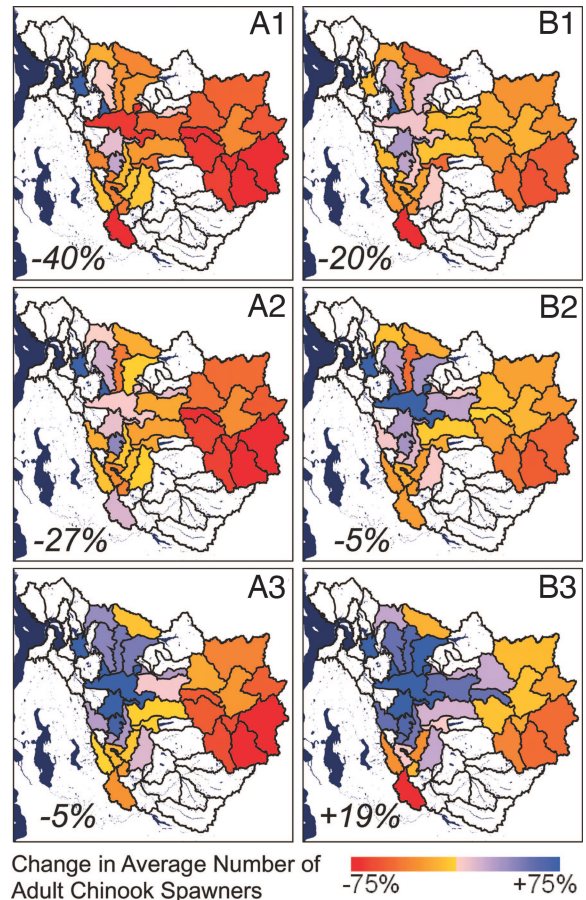 A1
B1
-40%
-20%
A2
B2
-27%
-5%
A3
B3
-5%
+19%
Change in Average Number of
Adult Chinook Spawners
-75%
+75%